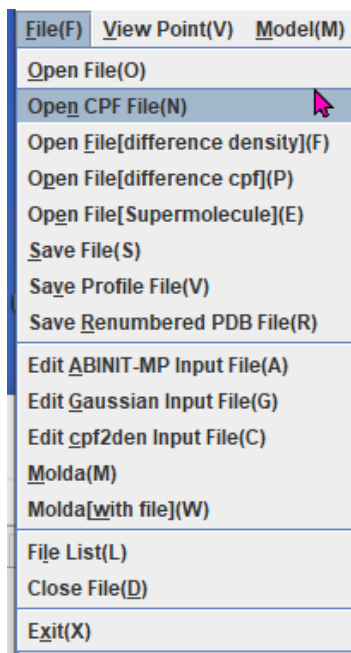 File(F) View Point(V) Model(M)
Open File(O)
Open CPF File(N)
Open File[difference density](F)
Open File[difference cpf](P)
Open File[Supermolecule](E)
Save File(S)
Save Profile File(V)
Save Renumbered PDB File(R)
Edit ABINIT-MP Input File(A)
Edit Gaussian Input File(G)
Edit cpf2den Input File(C)
Molda(M)
Molda[with file](W)
File List(L)
Close File(D)
Exit(X)